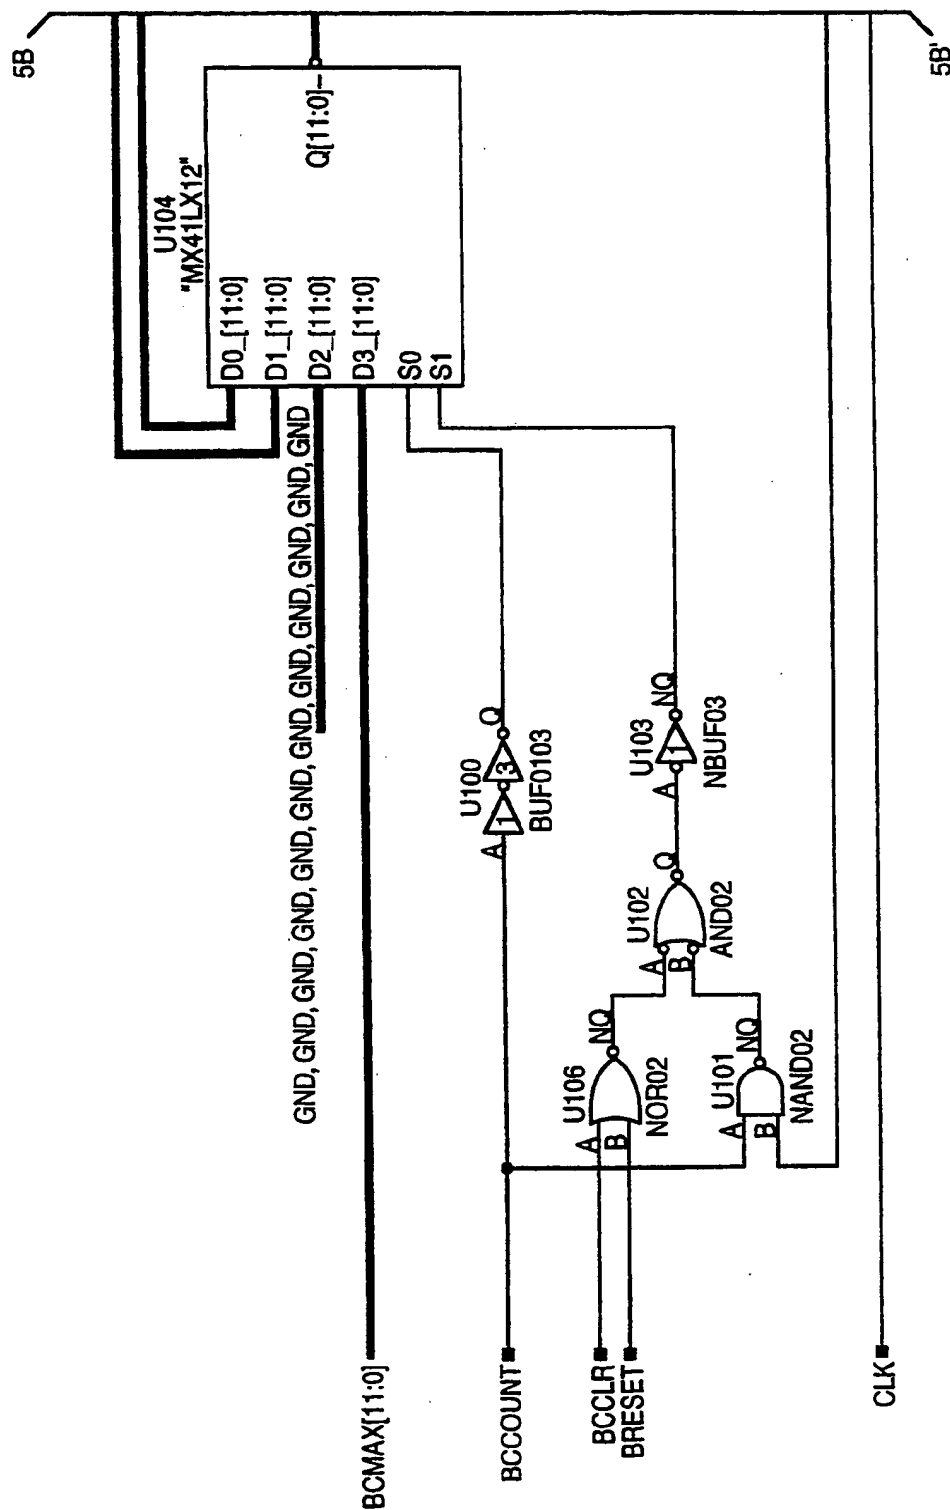 5B
U104
"MX41LX12"
D0_[11:0]
D1_[11:0]
D2_[11:0]
D3_[11:0]
S0
S1
Q[11:0]-
GND, GND, GND, GND, GND, GND, GND, GND, GND, GND, GND, GND
BCMAX[11:0]
U100
A
1
3
Q
BUF0103
BCCOUNT
BCCLR
BRESET
U106
A
B
NQ
NOR02
U102
A
B
Q
AND02
U103
A
1
NQ
NBUF03
U101
A
B
NQ
NAND02
CLK
5B'